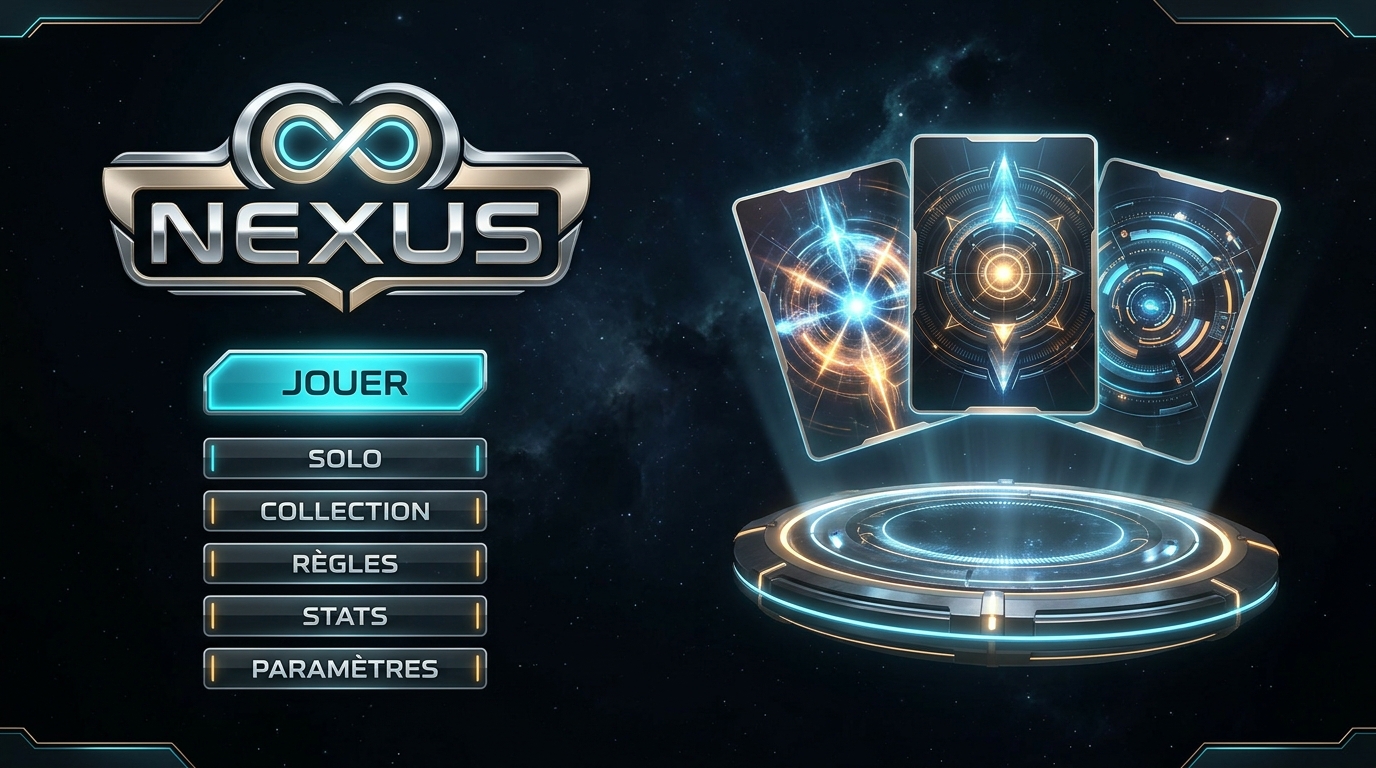 NEXUS
JOUER
SOLO
COLLECTION
RÈGLES
STATS
PARAMÈTRES